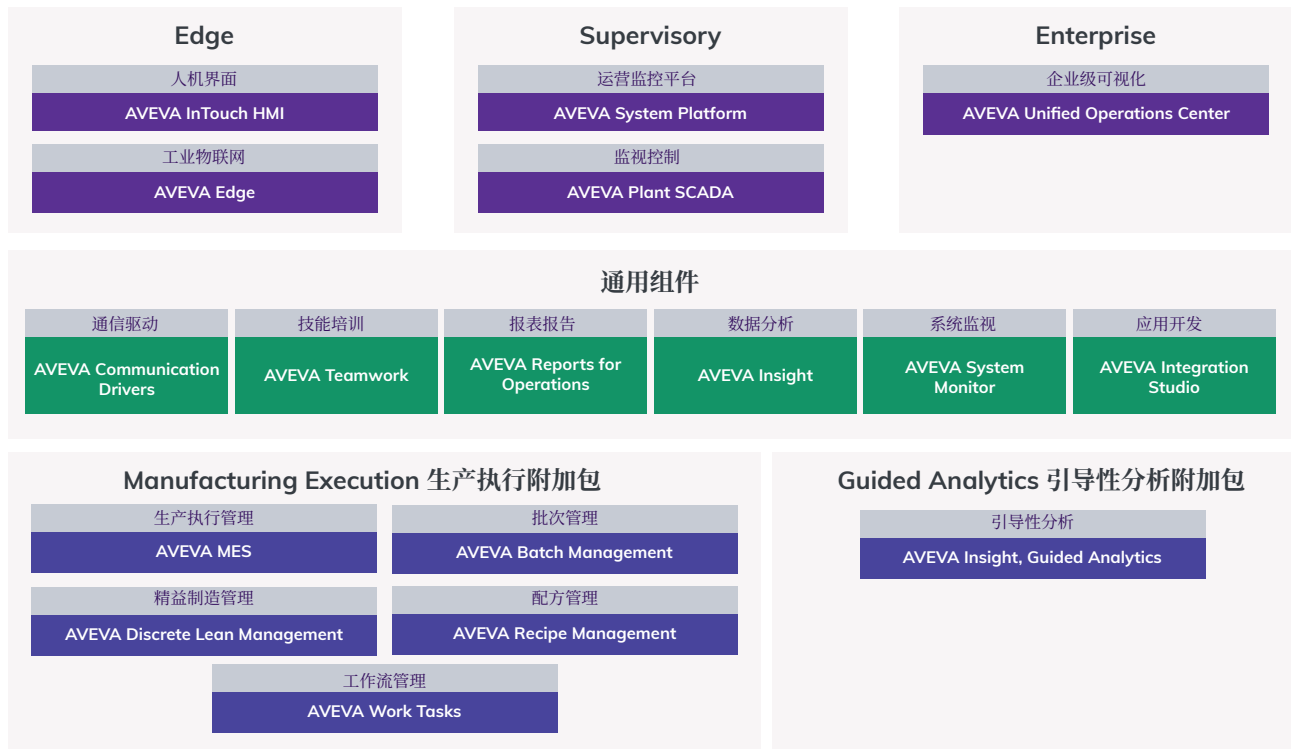 Edge
人机界面
AVEVA InTouch HMI
工业物联网
AVEVA Edge
Supervisory
运营监控平台
AVEVA System Platform
监视控制
AVEVA Plant SCADA
Enterprise
企业级可视化
AVEVA Unified Operations Center
通用组件
通信驱动
AVEVA Communication
Drivers
技能培训
AVEVA Teamwork
报表报告
AVEVA Reports for
Operations
数据分析
AVEVA Insight
系统监视
AVEVA System
Monitor
应用开发
AVEVA Integration
Studio
Manufacturing Execution 生产执行附加包
生产执行管理
AVEVA MES
批次管理
AVEVA Batch Management
精益制造管理
AVEVA Discrete Lean Management
配方管理
AVEVA Recipe Management
工作流管理
AVEVA Work Tasks
Guided Analytics 引导性分析附加包
引导性分析
AVEVA Insight, Guided Analytics